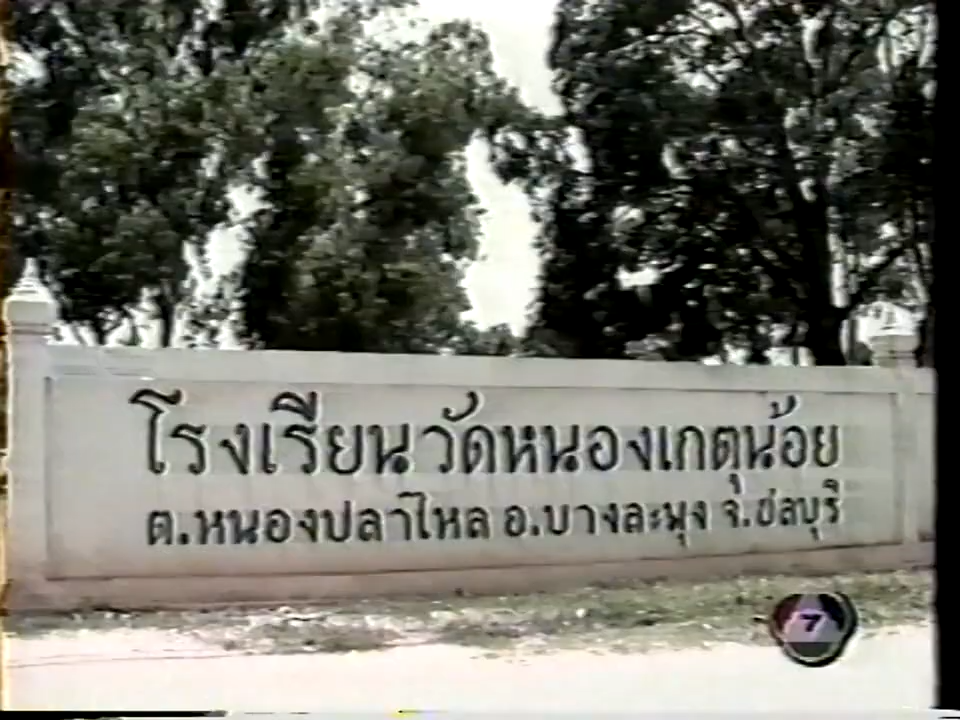 โรงเรียนวัดหนองเกตุน้อย
ต.หนองปลาไหล อ.บางละมุง จ.ชลบุรี
7